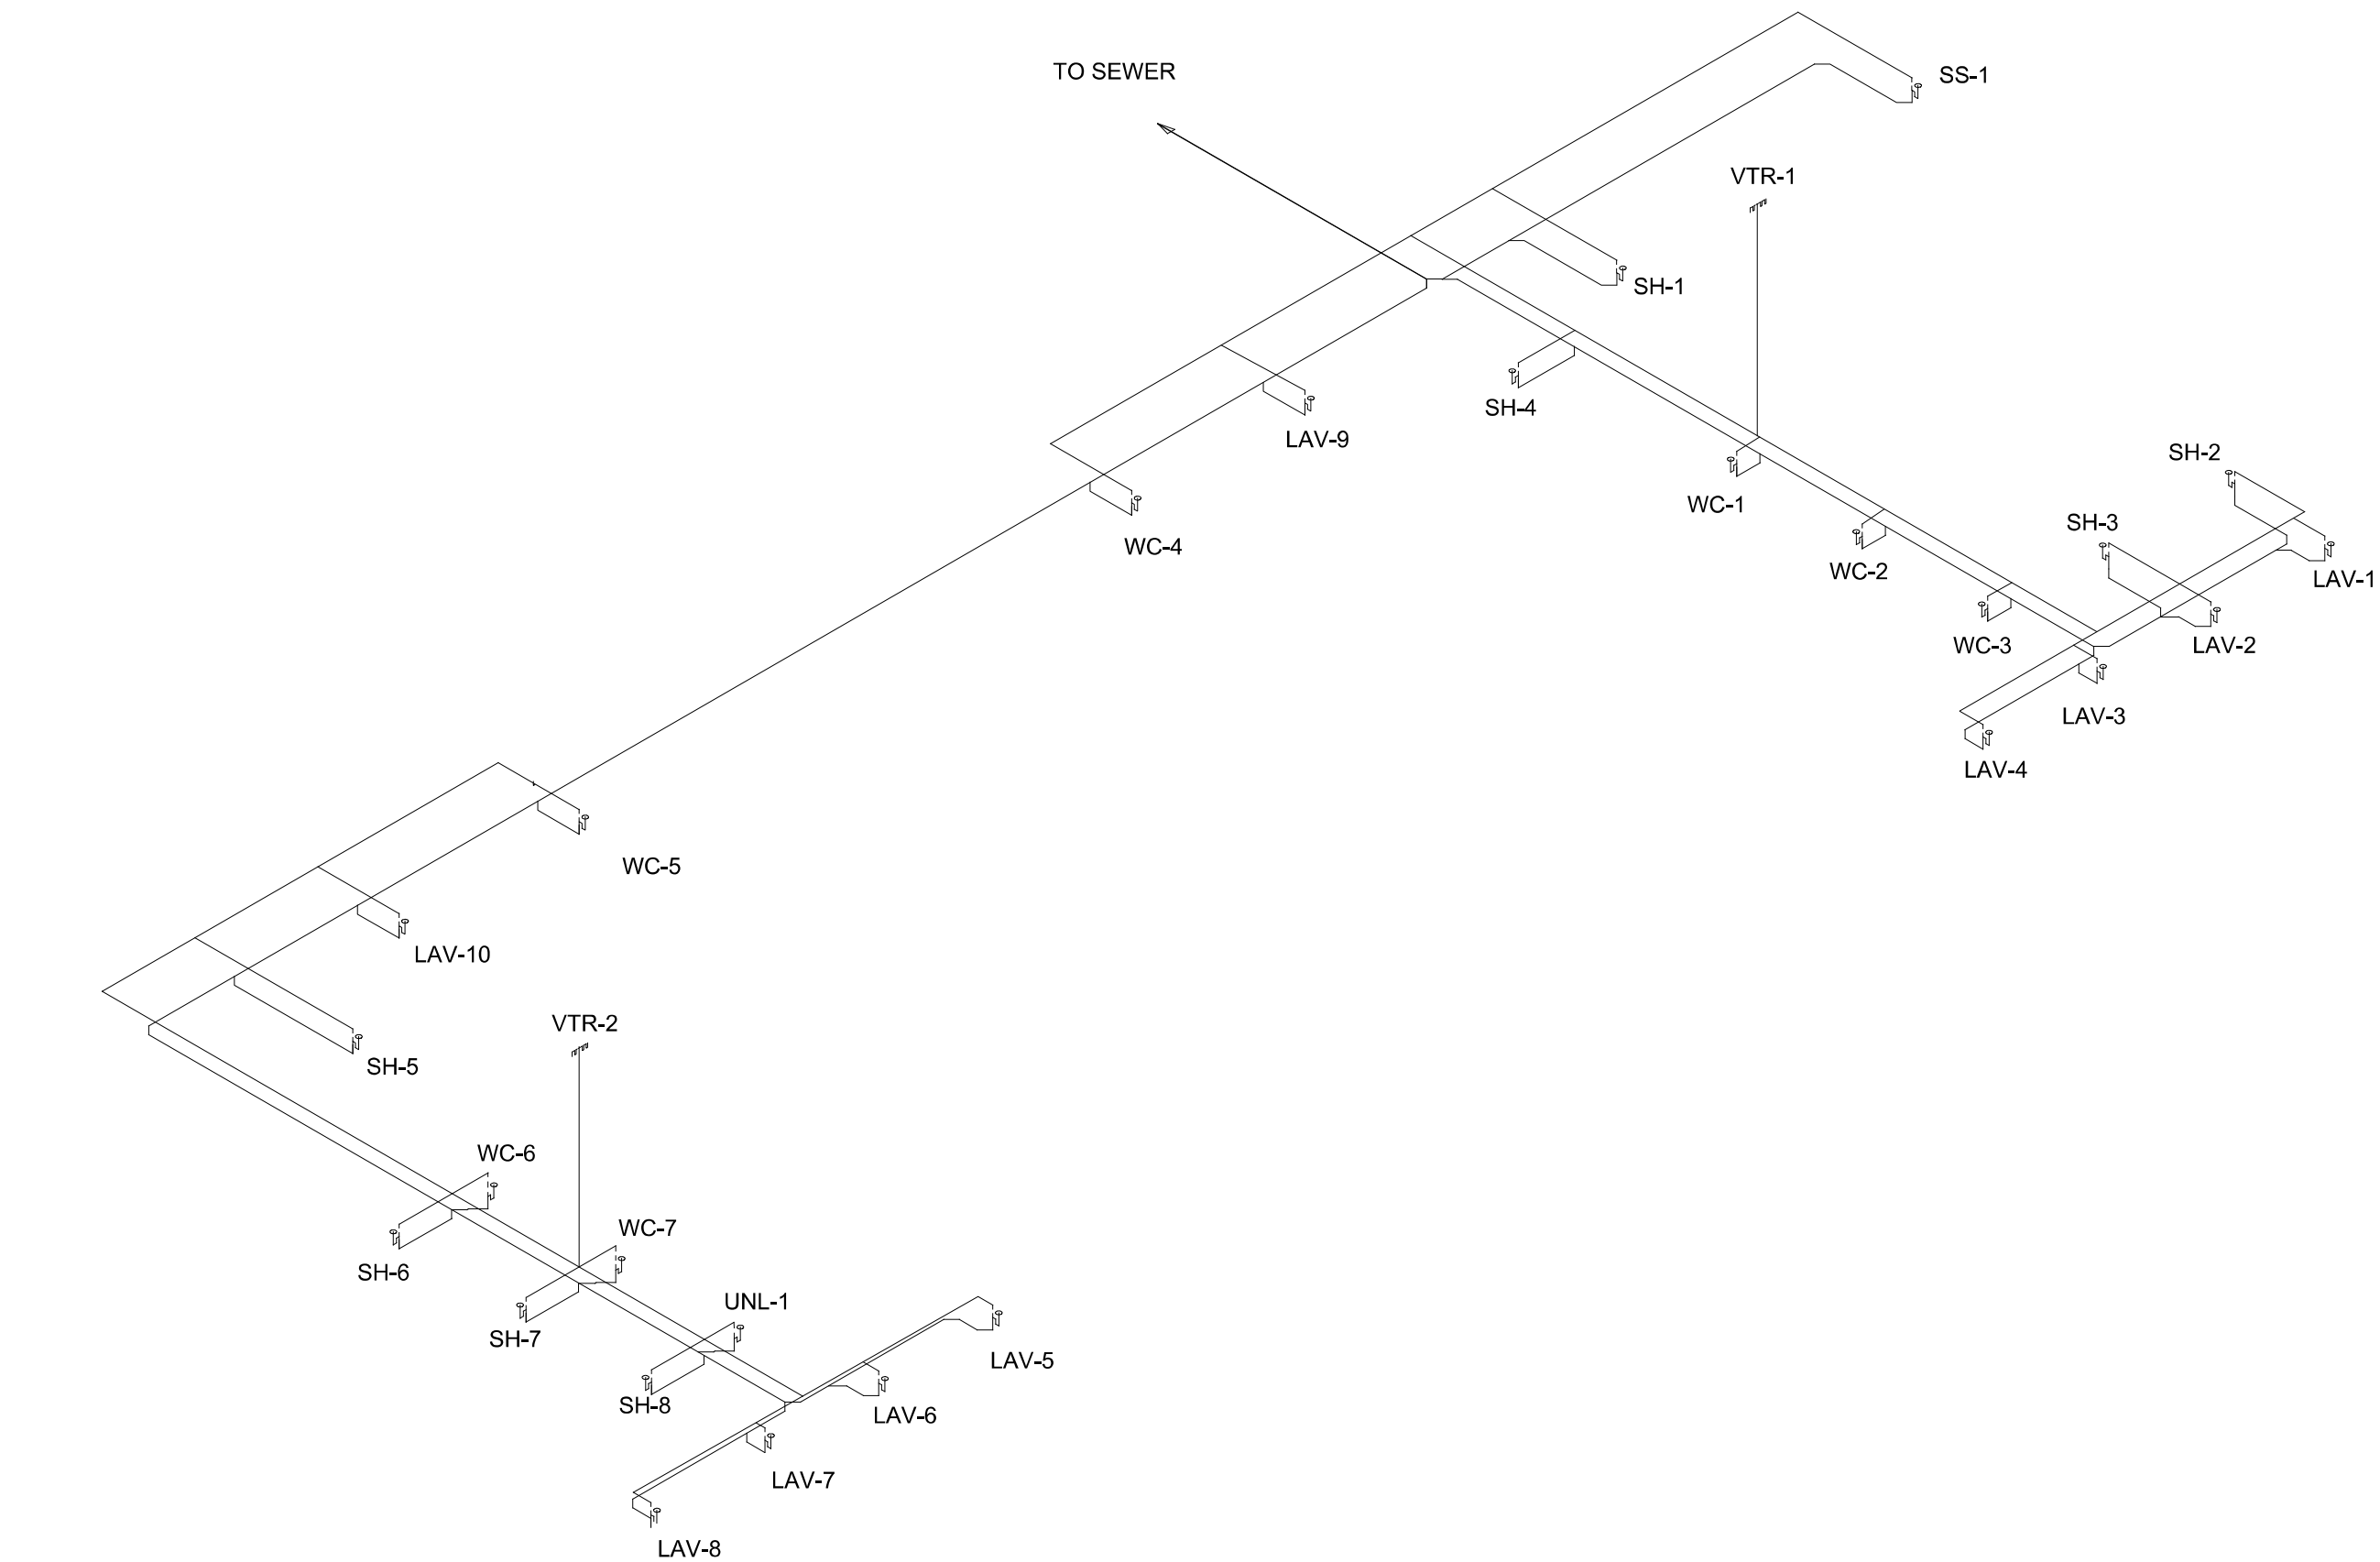 TO SEWER
SS-1
VTR-1
SH-1
SH-4
LAV-9
SH-2
WC-1
SH-3
WC-4
WC-2
LAV-1
WC-3
LAV-2
LAV-3
LAV-4
WC-5
LAV-10
VTR-2
SH-5
WC-6
WC-7
SH-6
UNL-1
SH-7
LAV-5
SH-8
LAV-6
LAV-7
LAV-8